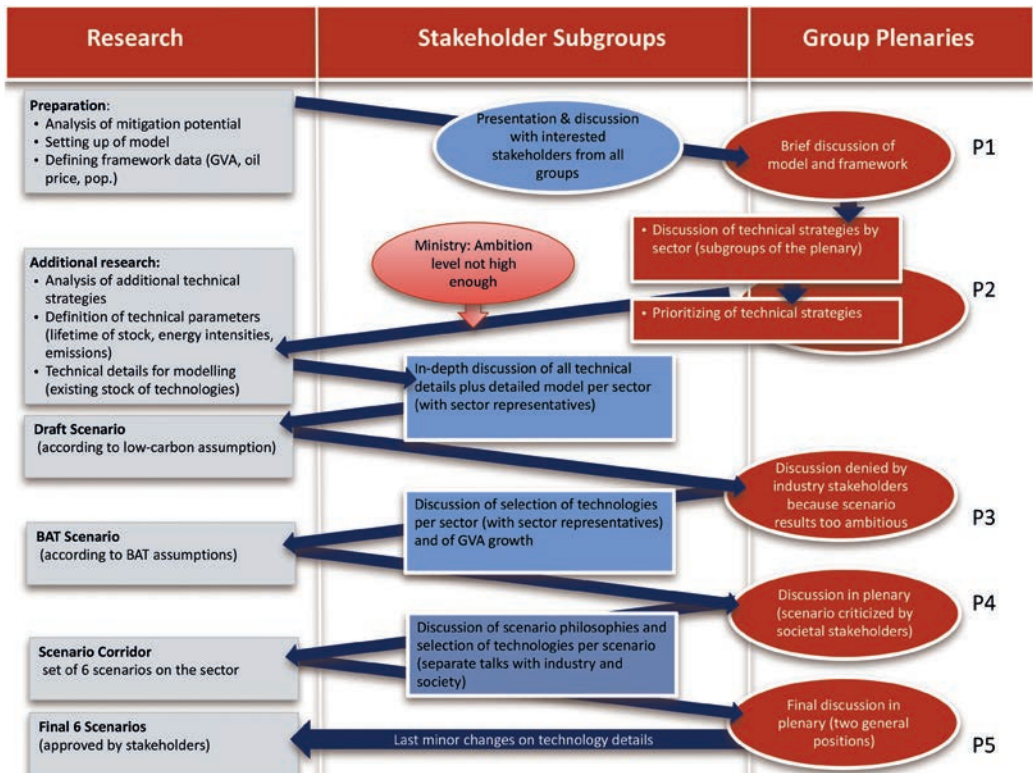 Research
Stakeholder Subgroups
Group Plenaries
Preparation:
• Analysis of mitigation potential
• Setting up of model
• Defining framework data (GVA, oil
price, pop.)
Presentation & discussion
with interested
stakeholders from all
groups
Brief discussion of
model and framework
P1
• Discussion of technical strategies by
sector (subgroups of the plenary)
Ministry: Ambition
level not high
enough
Additional research:
• Analysis of additional technical
strategies
• Definition of technical parameters
(lifetime of stock, energy intensities,
emissions)
• Technical details for modelling
(existing stock of technologies)
P2
• Prioritizing of technical strategies
In-depth discussion of all technical
details plus detailed model per sector
(with sector representatives)
Draft Scenario
(according to low-carbon assumption)
Discussion denied by
industry stakeholders
because scenario
results too ambitious
P3
Discussion of selection of technologies
per sector (with sector representatives)
and of GVA growth
BAT Scenario
(according to BAT assumptions)
Discussion in plenary
(scenario criticized by
societal stakeholders)
P4
Discussion of scenario philosophies and
selection of technologies per scenario
(separate talks with industry and
society)
Scenario Corridor
set of 6 scenarios on the sector
Final discussion in
plenary (two general
positions)
P5
Final 6 Scenarios
(approved by stakeholders)
Last minor changes on technology details